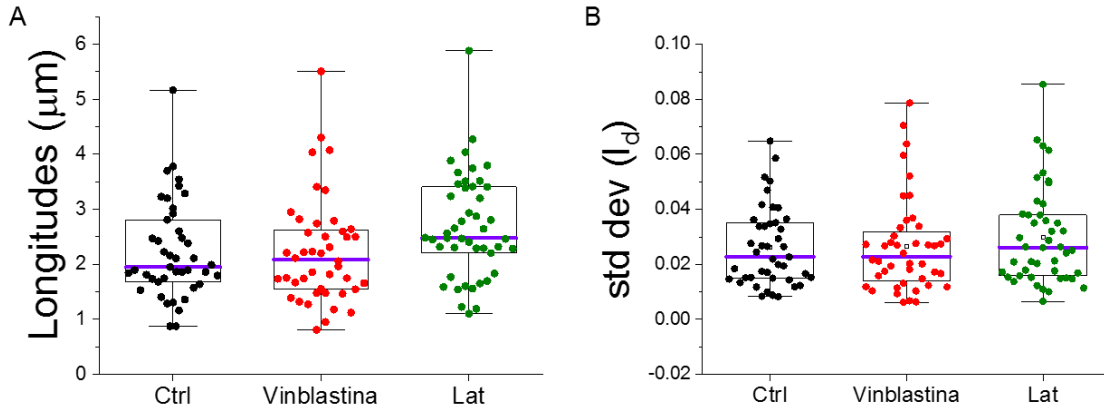 A
Longitudes (μm)
6
5
4
3
2
1
0
Ctrl
Vinblastina
Lat
B
std dev (I_d)
0.10
0.08
0.06
0.04
0.02
0.00
-0.02
Ctrl
Vinblastina
Lat